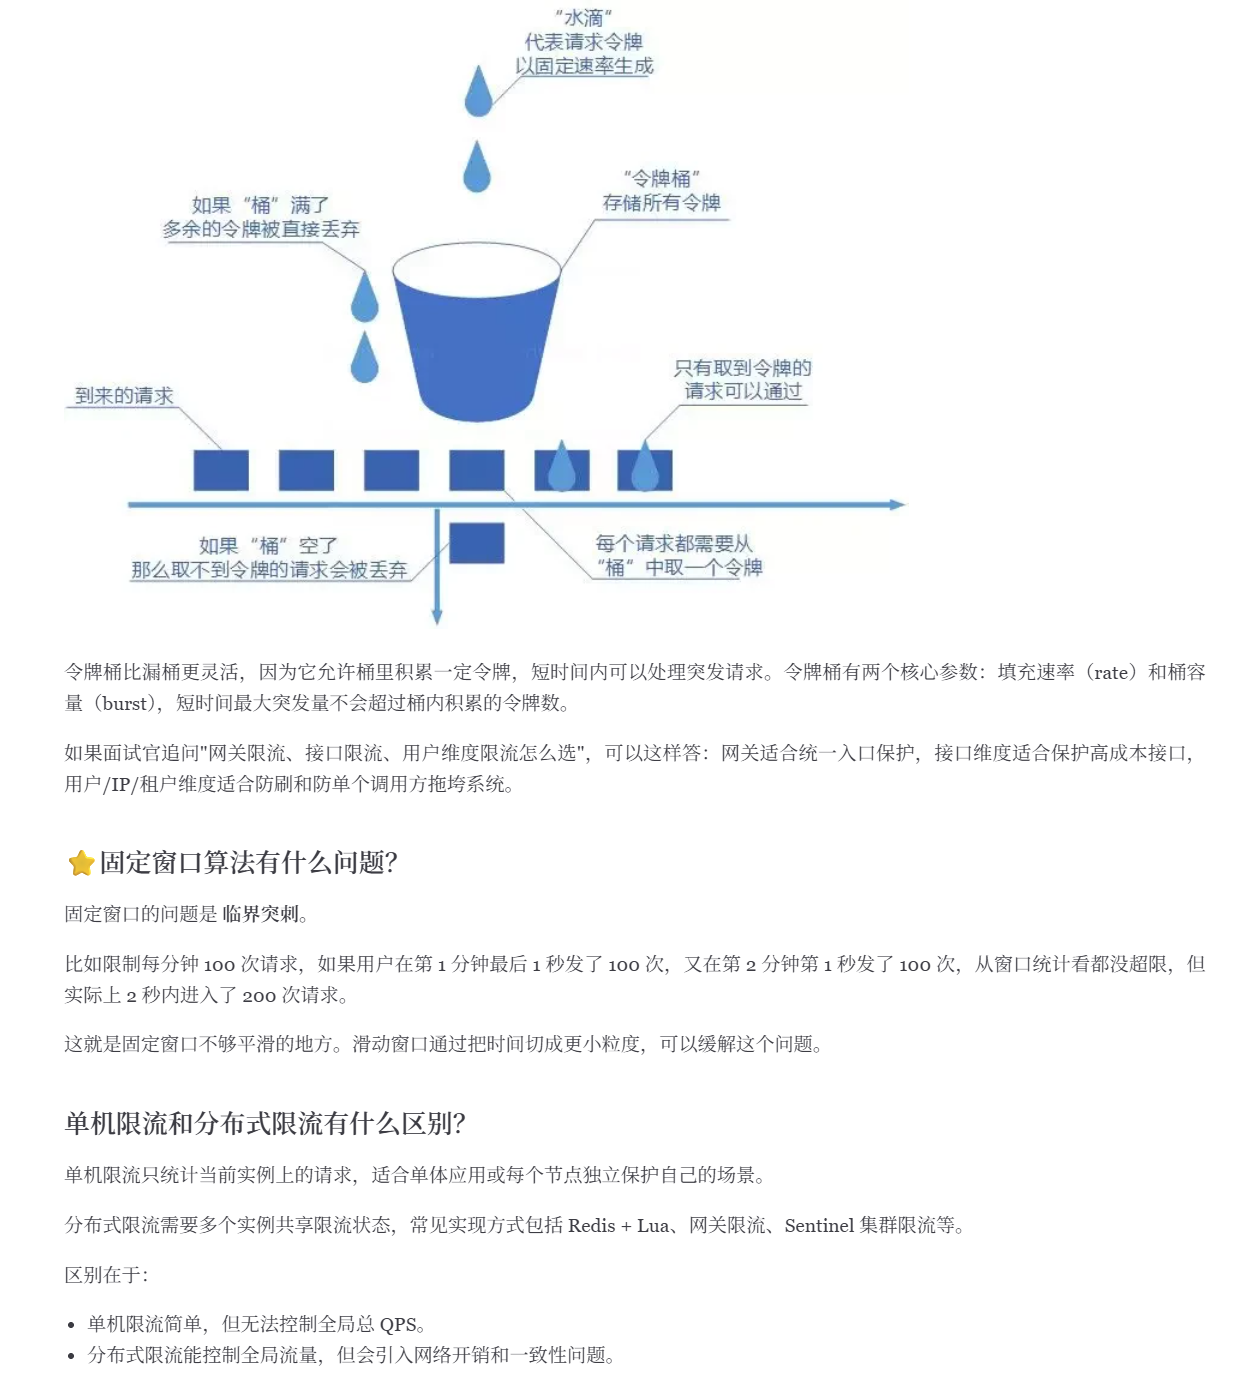 “水滴”
代表请求令牌
以固定速率生成
“令牌桶”
存储所有令牌
如果“桶”满了
多余的令牌被直接丢弃
只有取到令牌的
请求可以通过
到来的请求
如果“桶”空了
那么取不到令牌的请求会被丢弃
每个请求都需要从
“桶”中取一个令牌
令牌桶比漏桶更灵活，因为它允许桶里积累一定令牌，短时间内可以处理突发请求。令牌桶有两个核心参数：填充速率（rate）和桶容
量（burst），短时间最大突发量不会超过桶内积累的令牌数。
如果面试官追问"网关限流、接口限流、用户维度限流怎么选"，可以这样答：网关适合统一入口保护，接口维度适合保护高成本接口，
用户/IP/租户维度适合防刷和防单个调用方拖垮系统。
⭐固定窗口算法有什么问题？
固定窗口的问题是 临界突刺。
比如限制每分钟 100 次请求，如果用户在第 1 分钟最后 1 秒发了 100 次，又在第 2 分钟第 1 秒发了 100 次，从窗口统计看都没超限，但
实际上 2 秒内进入了 200 次请求。
这就是固定窗口不够平滑的地方。滑动窗口通过把时间切成更小粒度，可以缓解这个问题。
单机限流和分布式限流有什么区别？
单机限流只统计当前实例上的请求，适合单体应用或每个节点独立保护自己的场景。
分布式限流需要多个实例共享限流状态，常见实现方式包括 Redis + Lua、网关限流、Sentinel 集群限流等。
区别在于：
• 单机限流简单，但无法控制全局总 QPS。
• 分布式限流能控制全局流量，但会引入网络开销和一致性问题。